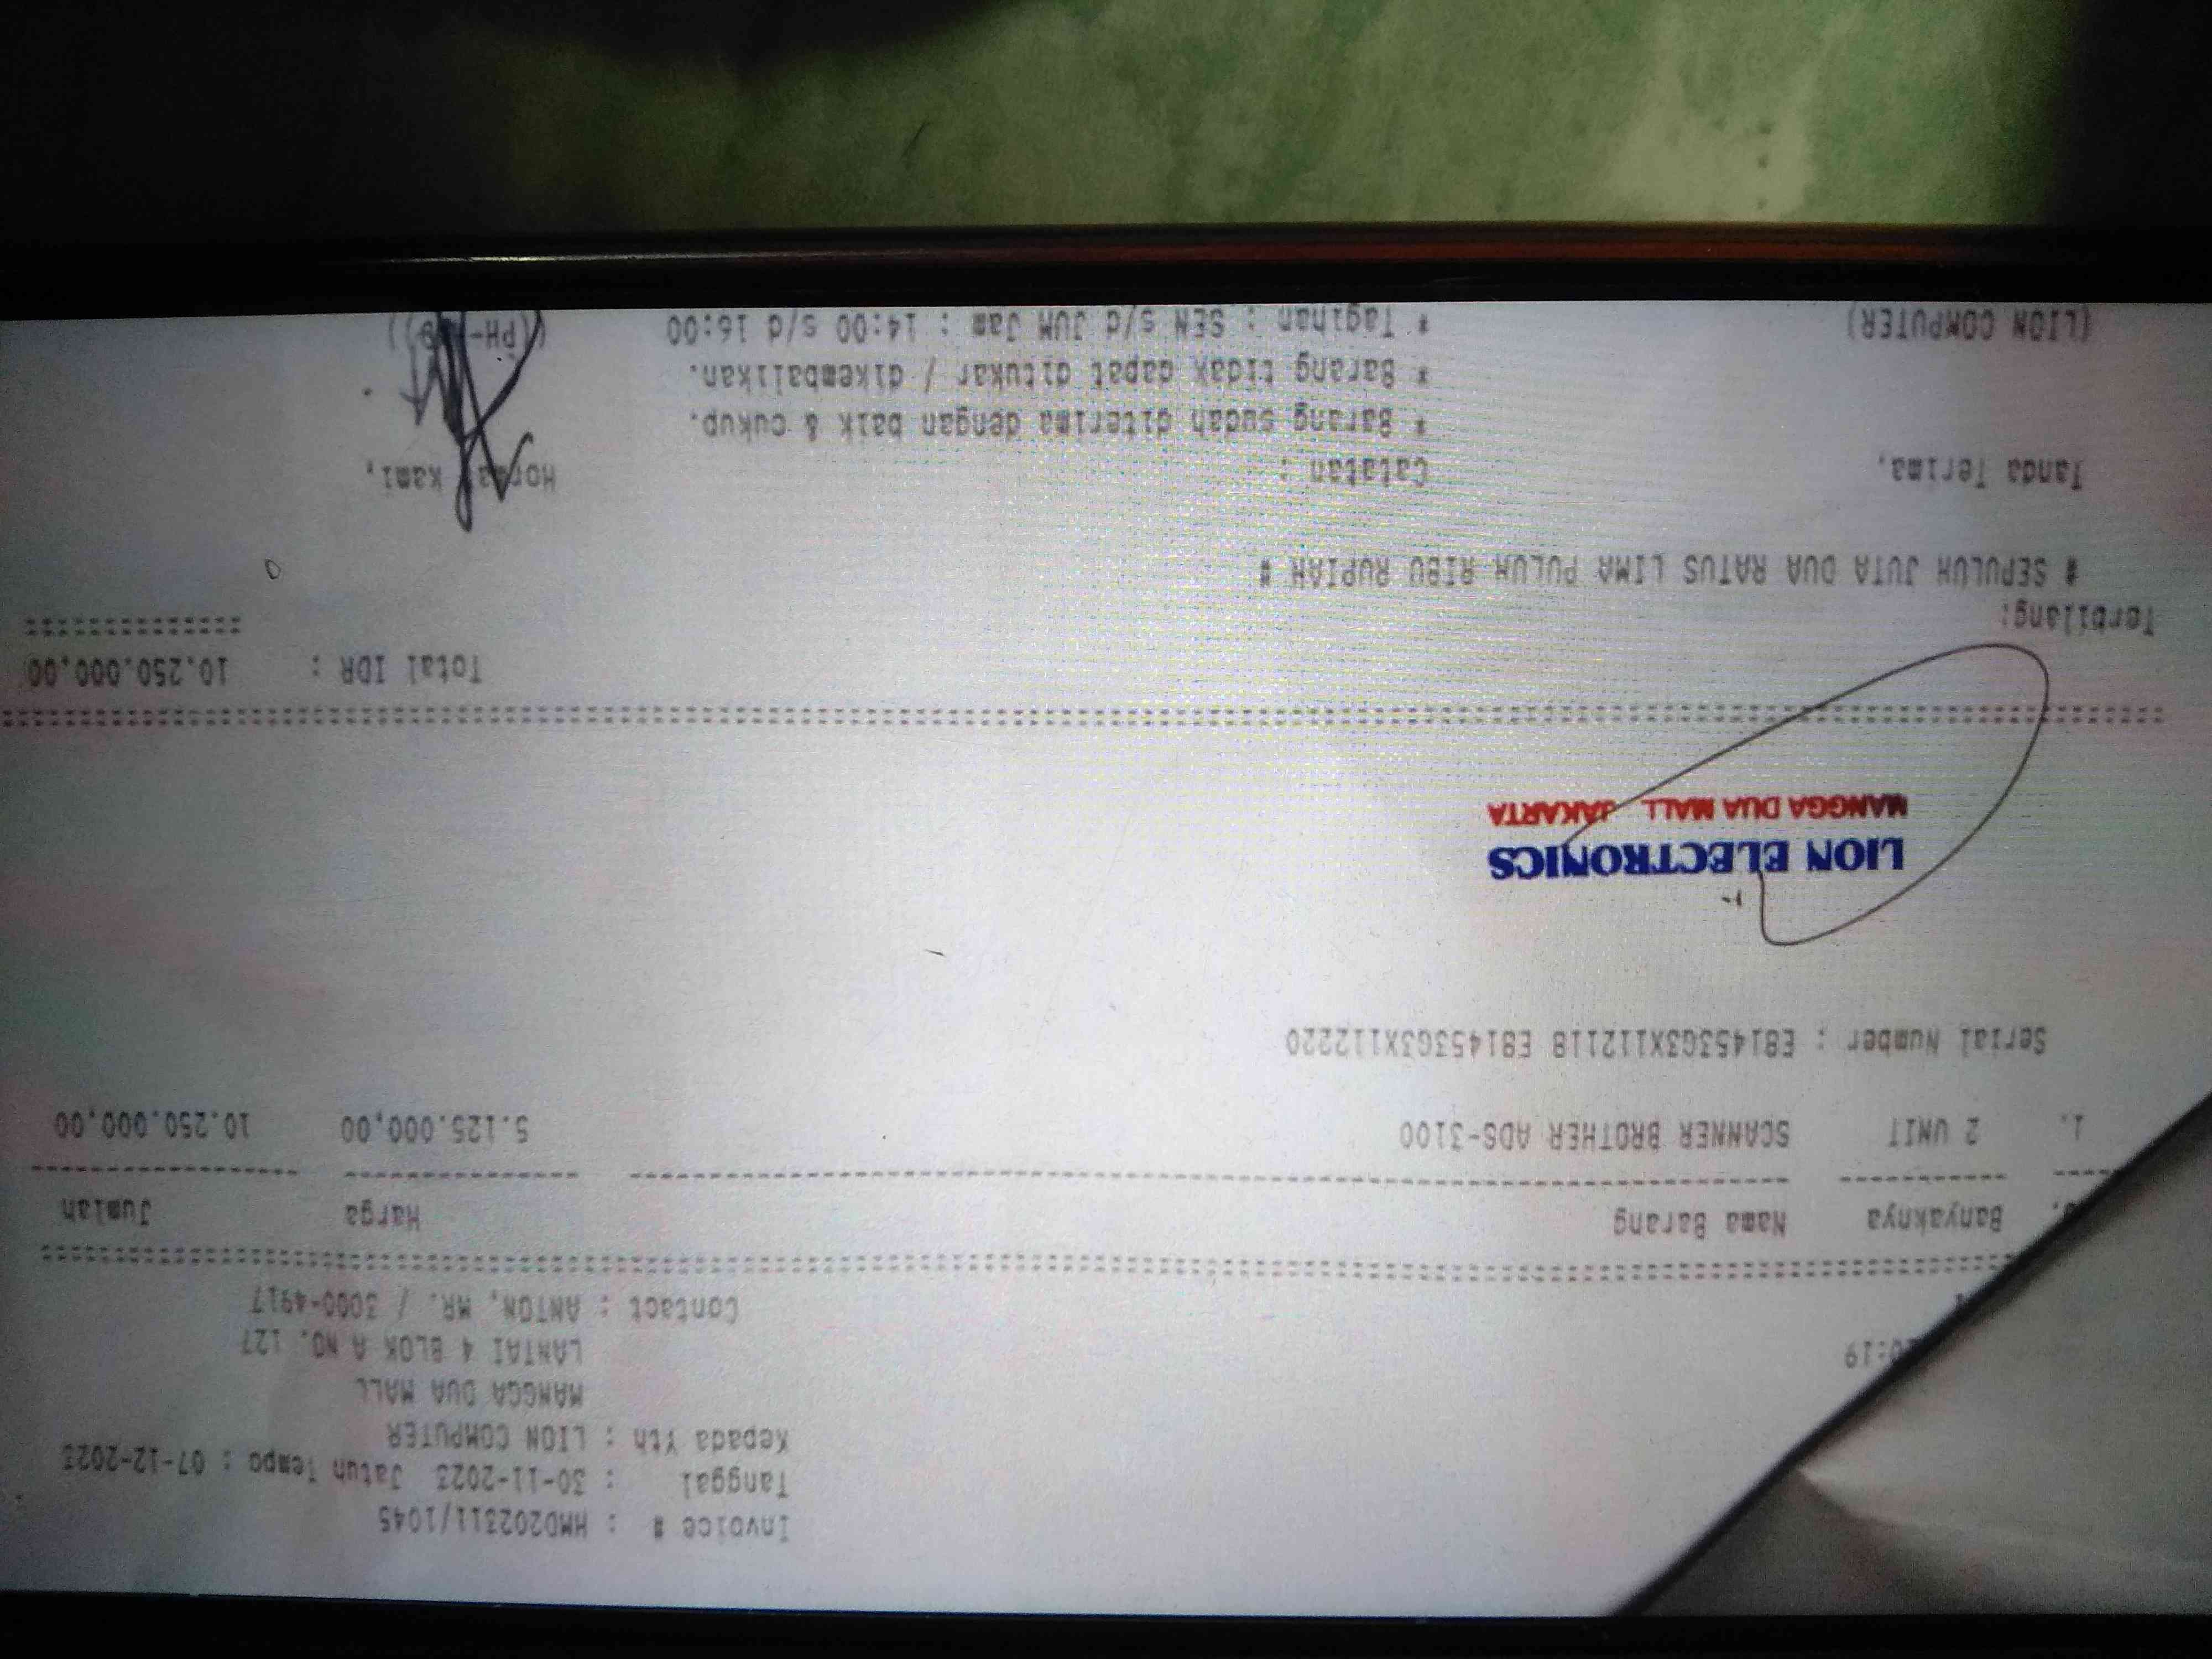 Invoice # : HMD202311/1045
Tanggal : 30-11-2023 Jatuh Tempo : 07-12-2023
Kepada Yth : LION COMPUTER
MANGGA DUA MALL
LANTAI 4 BLOK A NO. 127
Contact : ANTON, MR. / 3000-4917
0:19
Banyaknya Nama Barang Harga Jumlah
1. 2 UNIT SCANNER BROTHER ADS-3100 5.125.000,00 10.250.000,00
Serial Number : E81453G3X112118 E81453G3X112220
LION ELECTRONICS
MANGGA DUA MALL JAKARTA
Total IDR : 10.250.000,00
Terbilang:
# SEPULUH JUTA DUA RATUS LIMA PULUH RIBU RUPIAH #
Tanda Terima, Catatan : Hormat kami,
* Barang sudah diterima dengan baik & cukup.
* Barang tidak dapat ditukar / dikembalikan.
(LION COMPUTER) * Tagihan : SEN s/d JUM Jam : 14:00 s/d 16:00